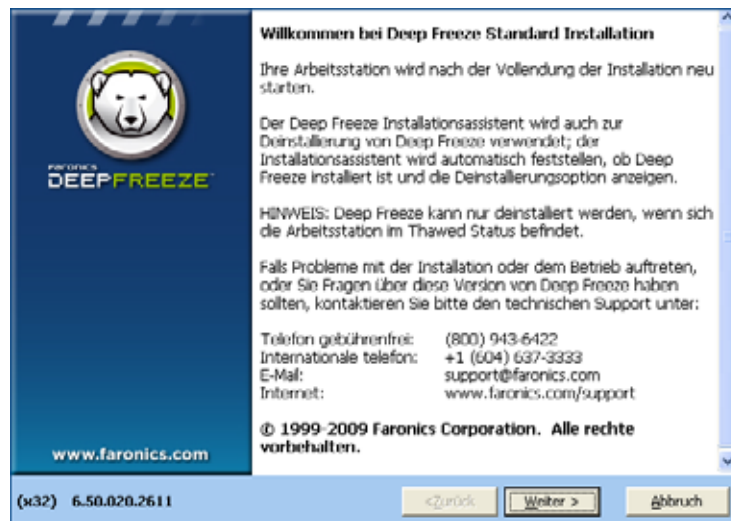 Willkommen bei Deep Freeze Standard Installation
Ihre Arbeitsstation wird nach der Vollendung der Installation neu
starten.
Der Deep Freeze Installationsassistent wird auch zur
Deinstallierung von Deep Freeze verwendet; der
Installationsassistent wird automatisch feststellen, ob Deep
Freeze installiert ist und die Deinstallierungsoption anzeigen.
HINWEIS: Deep Freeze kann nur deinstalliert werden, wenn sich
die Arbeitsstation im Thawed Status befindet.
Falls Probleme mit der Installation oder dem Betrieb auftreten,
oder Sie Fragen über diese Version von Deep Freeze haben
sollten, kontaktieren Sie bitte den technischen Support unter:
Telefon gebührenfrei: (800) 943-6422
Internationale telefon: +1 (604) 637-3333
E-Mail: support@faronics.com
Internet: www.faronics.com/support
© 1999-2009 Faronics Corporation. Alle rechte
vorbehalten.
FARONICS
DEEPFREEZE
www.faronics.com
(x32) 6.50.020.2611
<Zurück
Weiter >
Abbruch